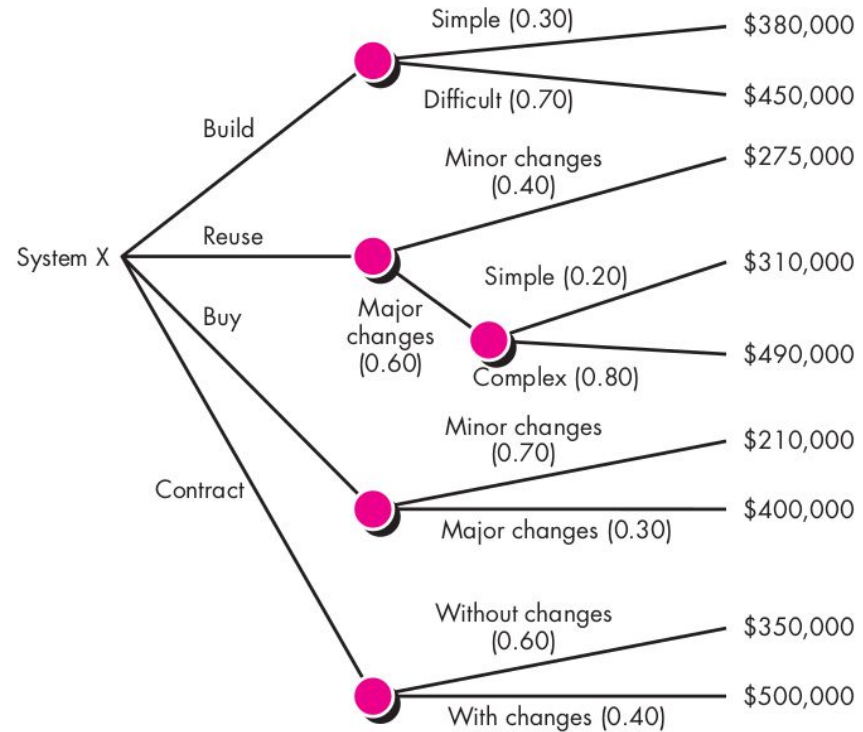 Simple (0.30)
$380,000
Difficult (0.70)
$450,000
Build
Minor changes
(0.40)
$275,000
System X
Reuse
Simple (0.20)
$310,000
Major
changes
(0.60)
Complex (0.80)
$490,000
Buy
Minor changes
(0.70)
$210,000
Contract
Major changes (0.30)
$400,000
Without changes
(0.60)
$350,000
With changes (0.40)
$500,000